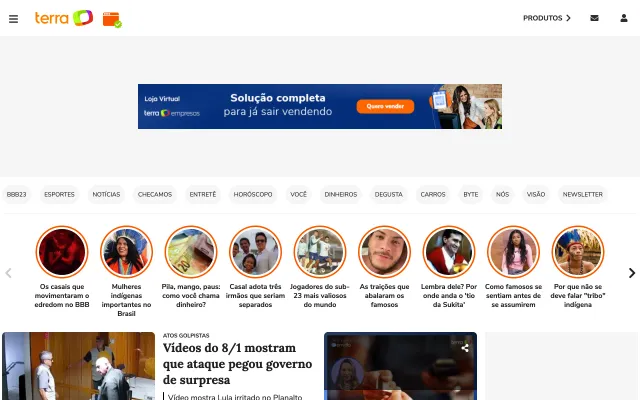 terra
PRODUTOS
Loja Virtual
terra empresas
Solução completa
para já sair vendendo
Quero vender
BBB23
ESPORTES
NOTÍCIAS
CHECAMOS
ENTRETÊ
HORÓSCOPO
VOCÊ
DINHEIROS
DEGUSTA
CARROS
BYTE
NÓS
VISÃO
NEWSLETTER
Os casais que
movimentaram o
edredom no BBB
Mulheres
indígenas
importantes no
Brasil
Pila, mango, paus:
como você chama
dinheiro?
Casal adota três
irmãos que seriam
separados
Jogadores do sub-
23 mais valiosos
do mundo
As traições que
abalaram os
famosos
Lembra dele? Por
onde anda o 'tio
da Sukita'
Como famosos se
sentiam antes de
se assumirem
Por que não se
deve falar "tribo"
indígena
ATOS GOLPISTAS
Vídeos do 8/1 mostram
que ataque pegou governo
de surpresa
Vídeo mostra Lula irritado no Planalto